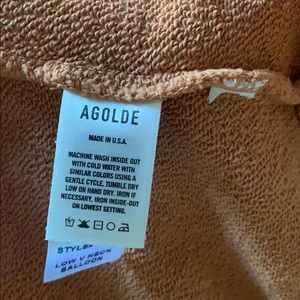 AGOLDE
MADE IN U.S.A.
MACHINE WASH INSIDE OUT
WITH COLD WATER WITH
SIMILAR COLORS USING A
GENTLE CYCLE. TUMBLE DRY
LOW OR HAND DRY. IRON IF
NECESSARY, IRON INSIDE-OUT
ON LOWEST SETTING.
STYLE
LOW V NECK
BALLOON